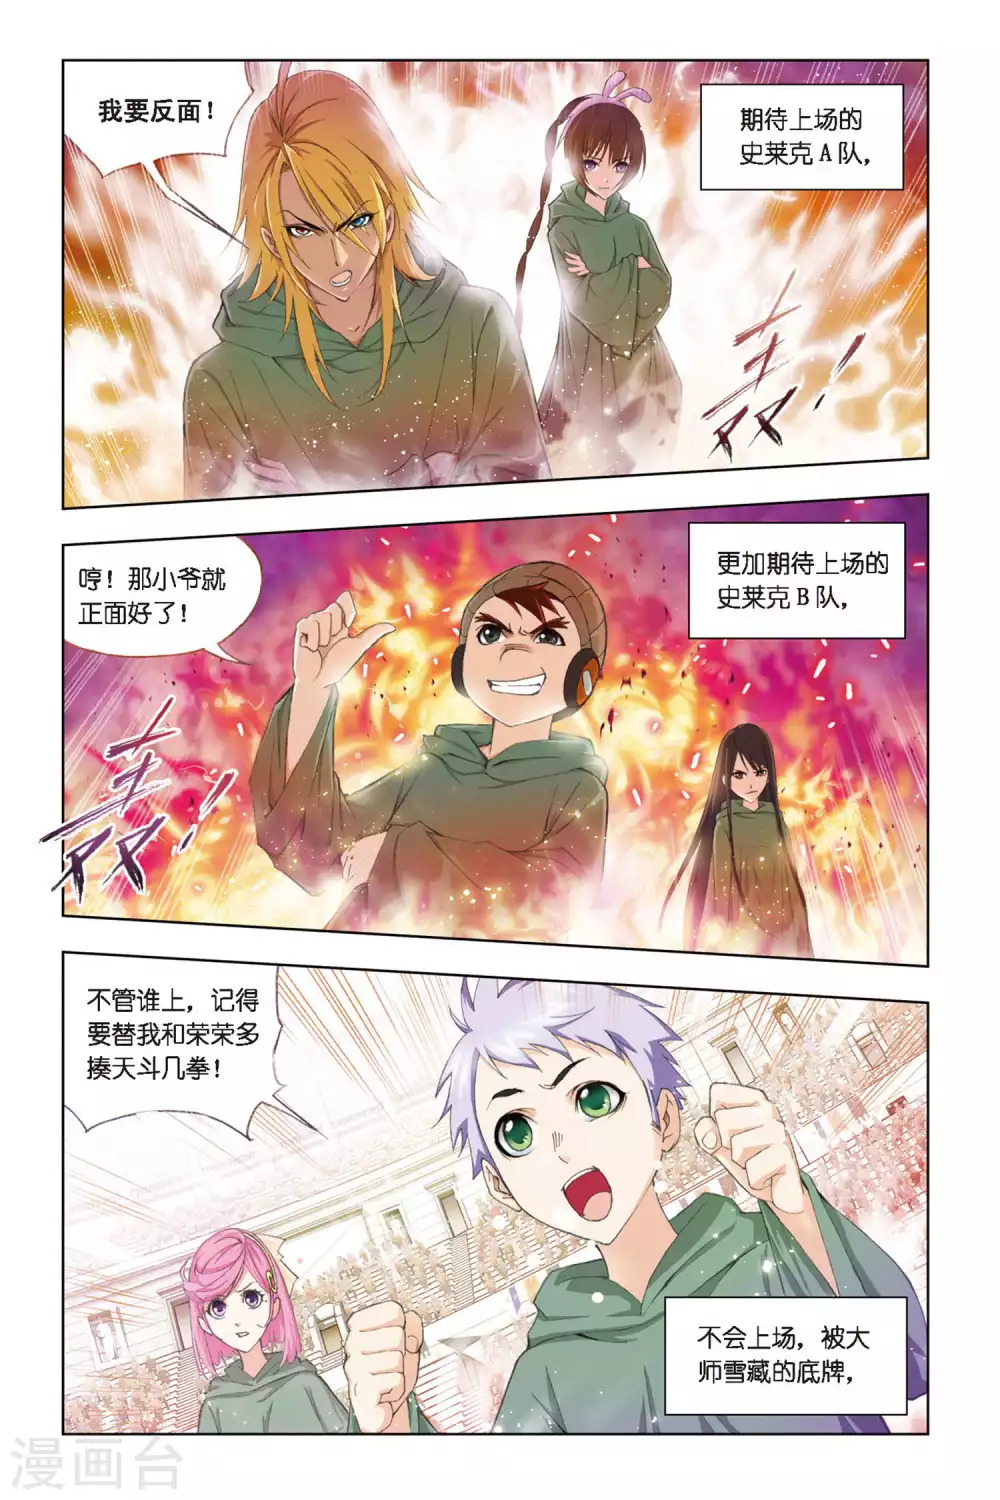 我要反面！
期待上场的
史莱克A队，
轰！
哼！那小爷就
正面好了！
更加期待上场的
史莱克B队，
轰！
不管谁上，记得
要替我和荣荣多
揍天斗几拳！
不会上场，被大
师雪藏的底牌，
漫画台